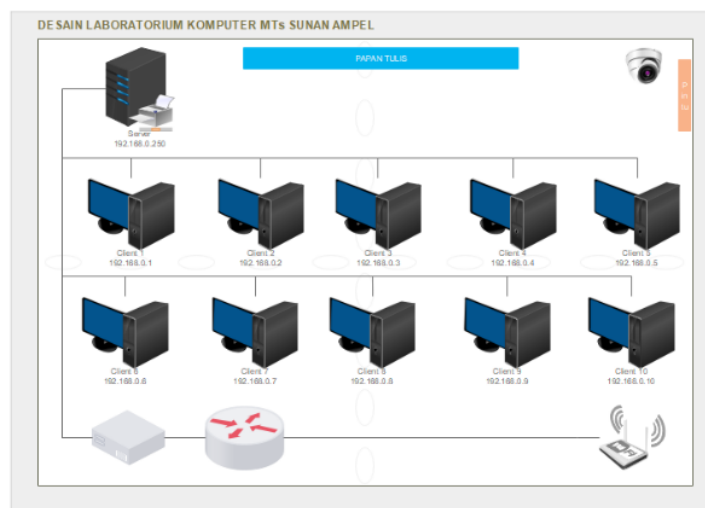 DESAIN LABORATORIUM KOMPUTER MTs SUNAN AMPEL
PAPAN TULIS
Server
192.168.0.250
Client 1
192.168.0.1
Client 2
192.168.0.2
Client 3
192.168.0.3
Client 4
192.168.0.4
Client 5
192.168.0.5
Client 6
192.168.0.6
Client 7
192.168.0.7
Client 8
192.168.0.8
Client 9
192.168.0.9
Client 10
192.168.0.10